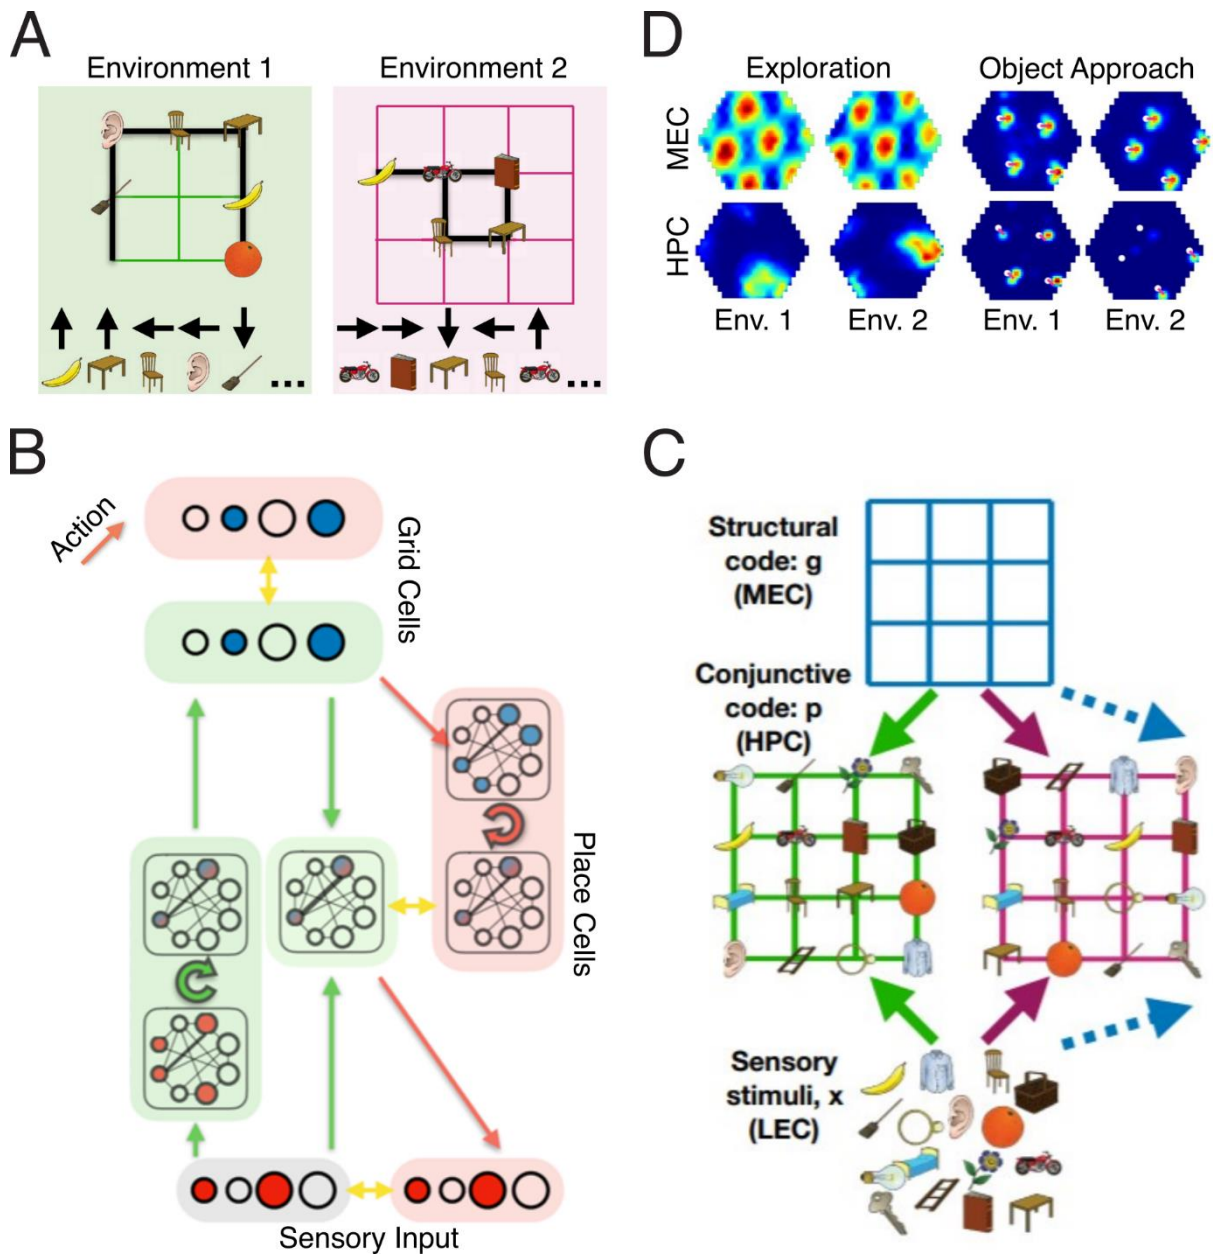 A
Environment 1
Environment 2
...
...
D
Exploration
Object Approach
MEC
HPC
Env. 1
Env. 2
Env. 1
Env. 2
B
Action
Grid Cells
Place Cells
Sensory Input
C
Structural
code: g
(MEC)
Conjunctive
code: p
(HPC)
Sensory
stimuli, x
(LEC)